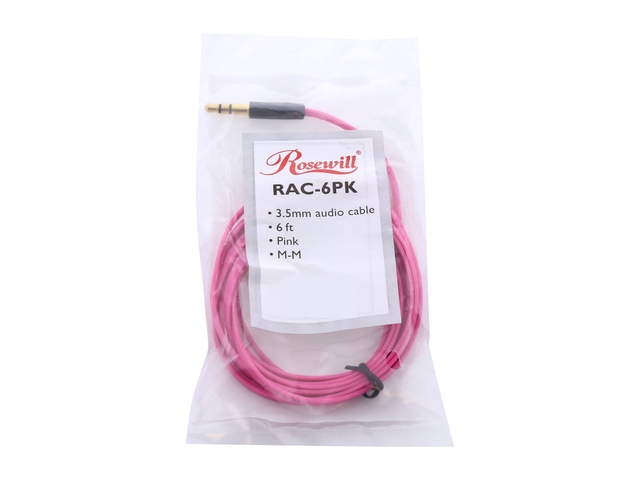 Rosewill®
RAC-6PK
• 3.5mm audio cable
• 6 ft
• Pink
• M-M